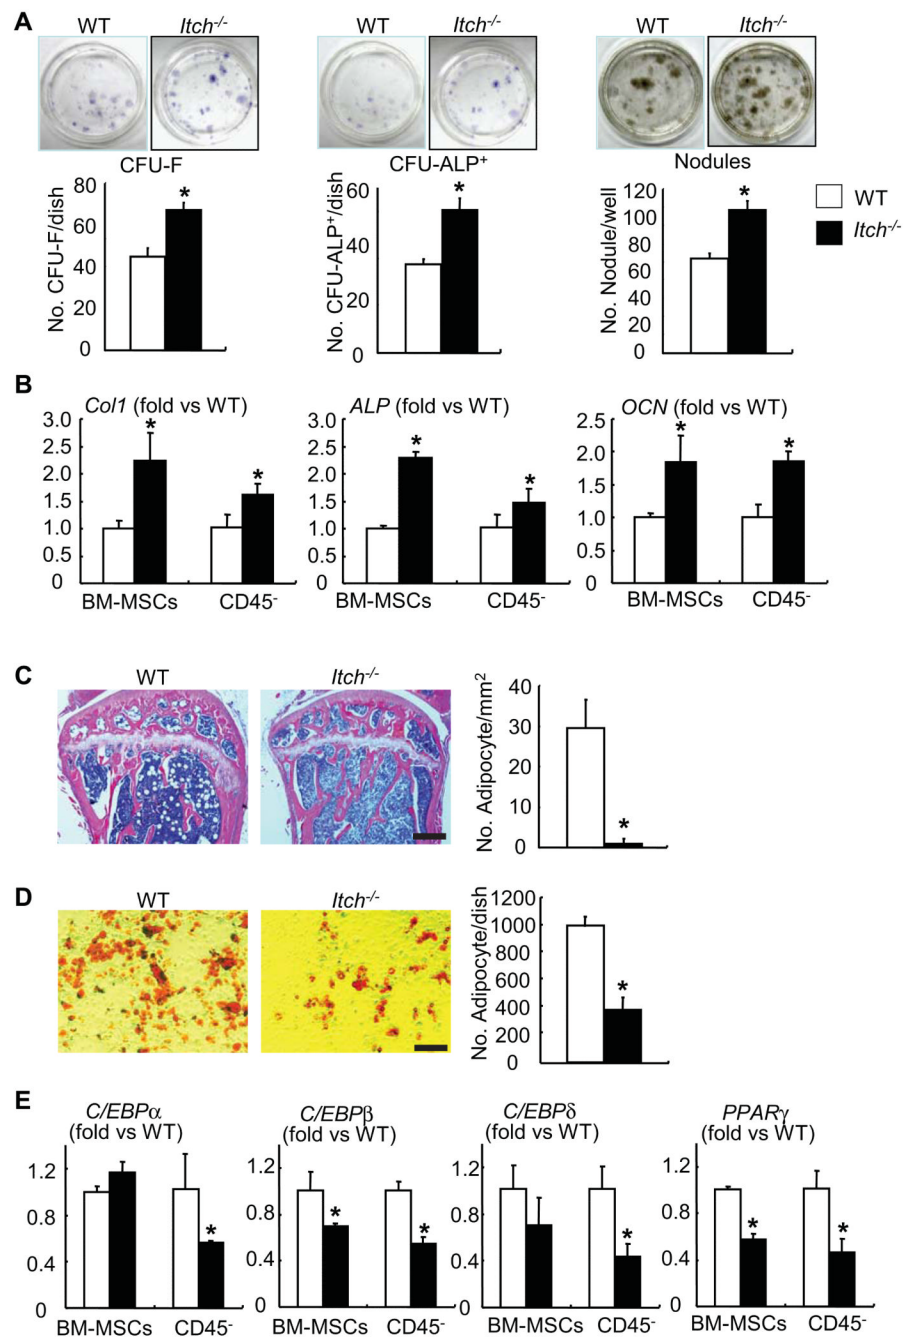 A
WT Itch-/- WT Itch-/- WT Itch-/-
CFU-F CFU-ALP+ Nodules
No. CFU-F/dish
80
60
40
20
0
*
No. CFU-ALP+/dish
60
40
20
0
*
No. Nodule/well
120
100
80
60
40
20
0
*
WT
Itch-/-
B
Col1 (fold vs WT)
3.0
2.5
2.0
1.5
1.0
0.5
0
* *
BM-MSCs CD45-
ALP (fold vs WT)
3.0
2.5
2.0
1.5
1.0
0.5
0
* *
BM-MSCs CD45-
OCN (fold vs WT)
2.5
2.0
1.5
1.0
0.5
0
* *
BM-MSCs CD45-
C
WT Itch-/-
No. Adipocyte/mm2
40
30
20
10
0
*
D
WT Itch-/-
No. Adipocyte/dish
1200
1000
800
600
400
200
0
*
E
C/EBPα
(fold vs WT)
1.2
0.8
0.4
0
*
BM-MSCs CD45-
C/EBPβ
(fold vs WT)
1.2
0.8
0.4
0
* *
BM-MSCs CD45-
C/EBPδ
(fold vs WT)
1.2
0.8
0.4
0
*
BM-MSCs CD45-
PPARγ
(fold vs WT)
1.2
0.8
0.4
0
* *
BM-MSCs CD45-